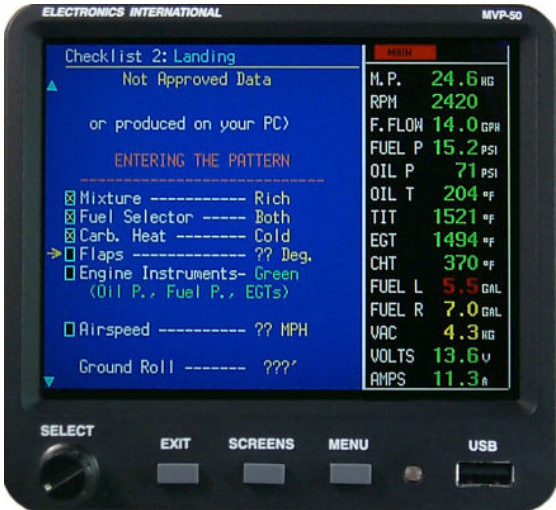 ELECTRONICS INTERNATIONAL
MVP-50
Checklist 2: Landing
Not Approved Data
or produced on your PC)
ENTERING THE PATTERN
-----------------------------
Mixture ------------ Rich
Fuel Selector ----- Both
Carb. Heat -------- Cold
Flaps ------------- ?? Deg.
Engine Instruments- Green
(Oil P., Fuel P., EGTs)
Airspeed ---------- ?? MPH
Ground Roll ------- ???'
MAIN
M.P. 24.6 HG
RPM 2420
F.FLOW 14.0 GPH
FUEL P 15.2 PSI
OIL P 71 PSI
OIL T 204 °F
TIT 1521 °F
EGT 1494 °F
CHT 370 °F
FUEL L 5.5 GAL
FUEL R 7.0 GAL
VAC 4.3 HG
VOLTS 13.6 V
AMPS 11.3 A
SELECT
EXIT
SCREENS
MENU
USB